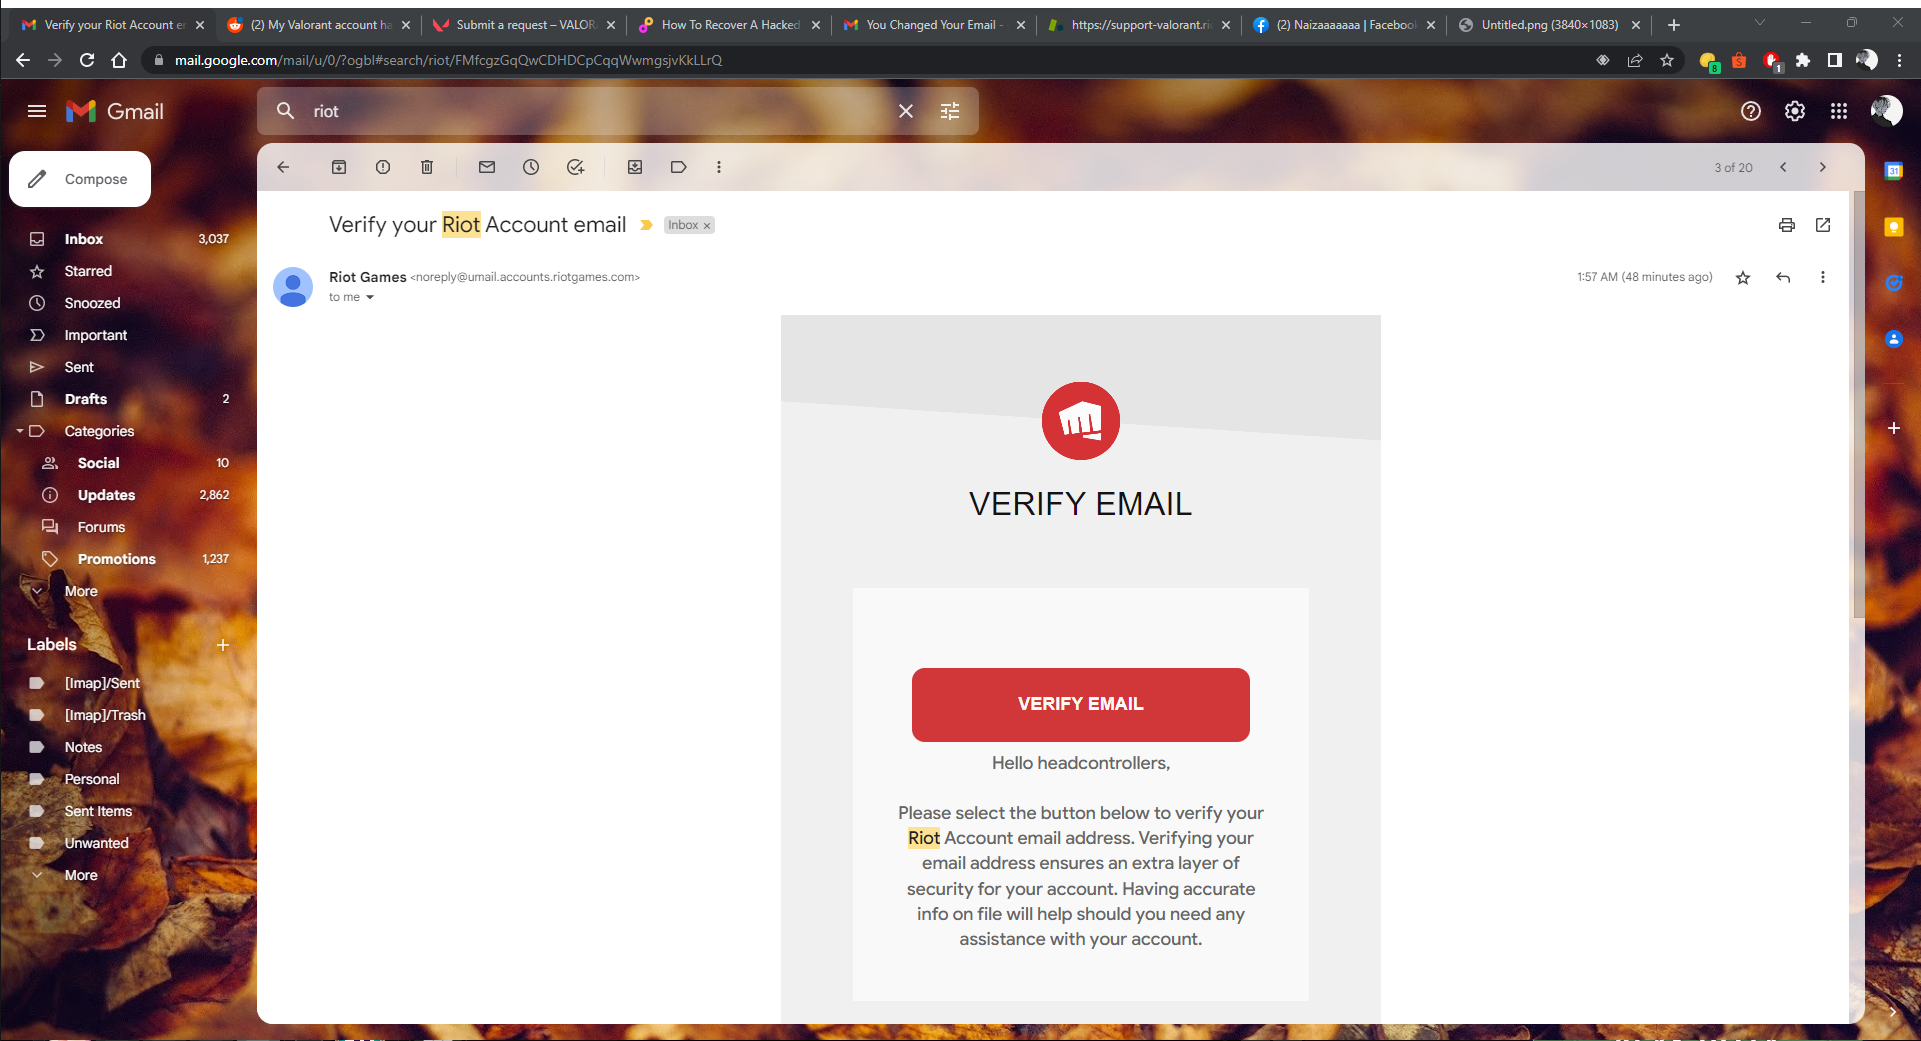 Verify your Riot Account er
(2) My Valorant account ha
Submit a request – VALOR
How To Recover A Hacked
You Changed Your Email -
https://support-valorant.ri
(2) Naizaaaaaaa | Facebook
Untitled.png (3840×1083)
mail.google.com/mail/u/0/?ogbl#search/riot/FMfcgzGqQwCDHDCpCqqWwmgsjvKkLLrQ
8
1
Gmail
riot
Compose
3 of 20
31
Inbox 3,037
Starred
Snoozed
Important
Sent
Drafts 2
Categories
Social 10
Updates 2,862
Forums
Promotions 1,237
More
Labels
[Imap]/Sent
[Imap]/Trash
Notes
Personal
Sent Items
Unwanted
More
Verify your Riot Account email Inbox
Riot Games <noreply@umail.accounts.riotgames.com>
1:57 AM (48 minutes ago)
to me
VERIFY EMAIL
VERIFY EMAIL
Hello headcontrollers,
Please select the button below to verify your
Riot Account email address. Verifying your
email address ensures an extra layer of
security for your account. Having accurate
info on file will help should you need any
assistance with your account.